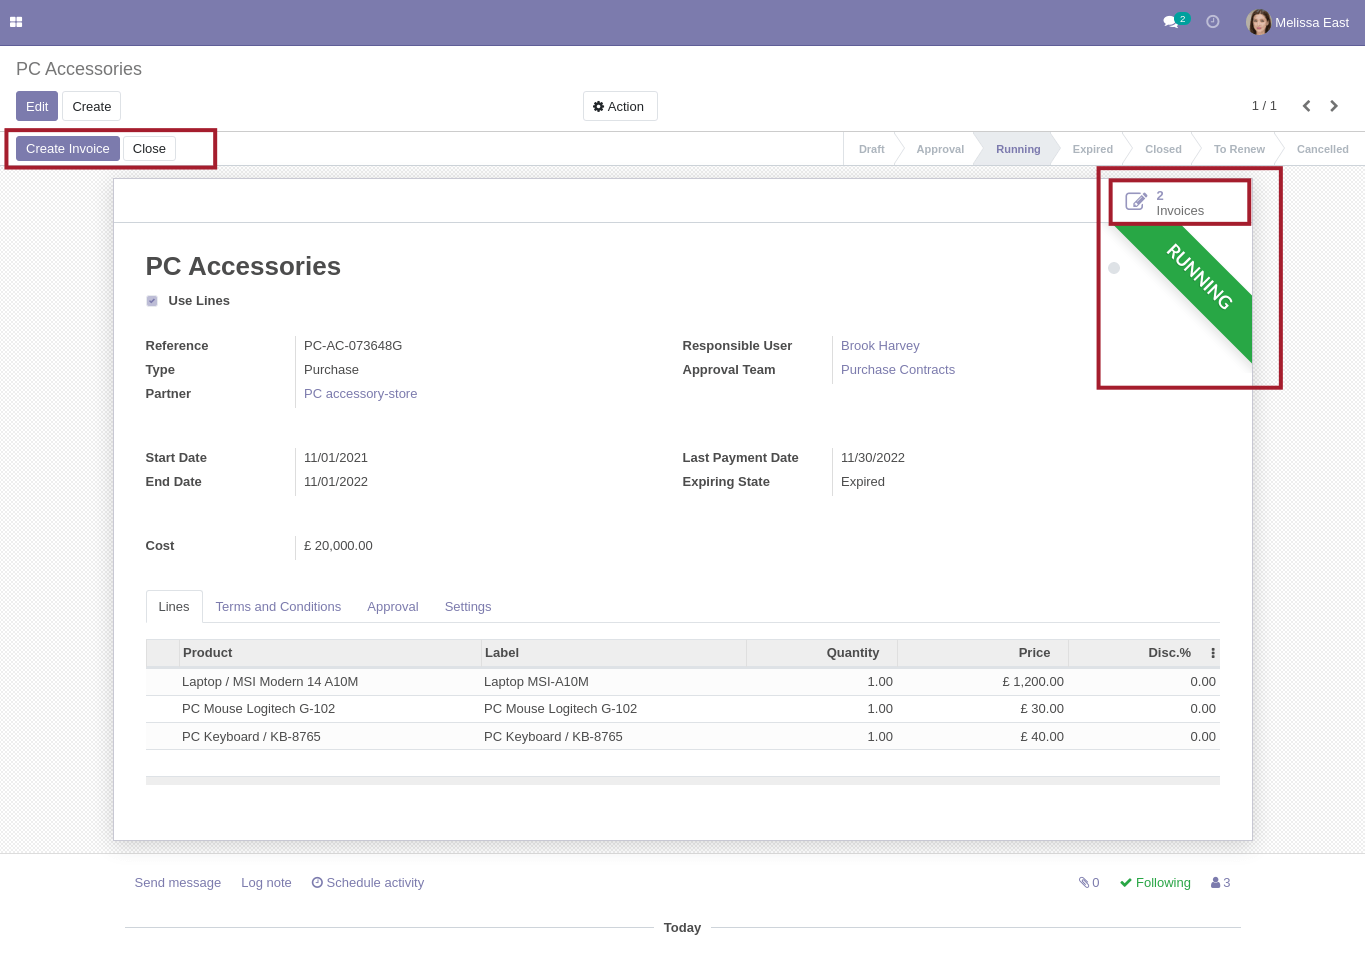 2 Melissa East
PC Accessories
Edit Create Action 1 / 1
Create Invoice Close Draft Approval Running Expired Closed To Renew Cancelled
2
Invoices
RUNNING
PC Accessories
Use Lines
Reference PC-AC-073648G Responsible User Brook Harvey
Type Purchase Approval Team Purchase Contracts
Partner PC accessory-store
Start Date 11/01/2021 Last Payment Date 11/30/2022
End Date 11/01/2022 Expiring State Expired
Cost £ 20,000.00
Lines Terms and Conditions Approval Settings
Product Label Quantity Price Disc.%
Laptop / MSI Modern 14 A10M Laptop MSI-A10M 1.00 £ 1,200.00 0.00
PC Mouse Logitech G-102 PC Mouse Logitech G-102 1.00 £ 30.00 0.00
PC Keyboard / KB-8765 PC Keyboard / KB-8765 1.00 £ 40.00 0.00
Send message Log note Schedule activity 0 Following 3
Today